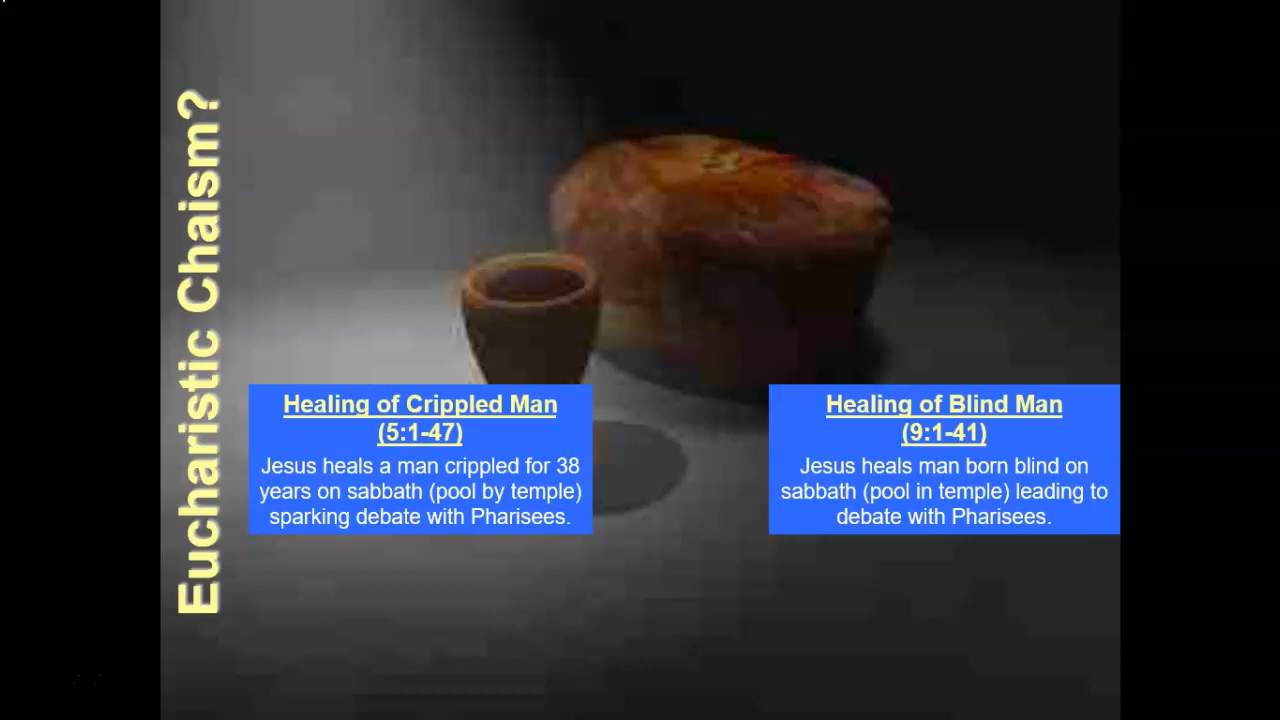 Eucharistic Chaism?
Healing of Crippled Man
(5:1-47)
Jesus heals a man crippled for 38
years on sabbath (pool by temple)
sparking debate with Pharisees.
Healing of Blind Man
(9:1-41)
Jesus heals man born blind on
sabbath (pool in temple) leading to
debate with Pharisees.